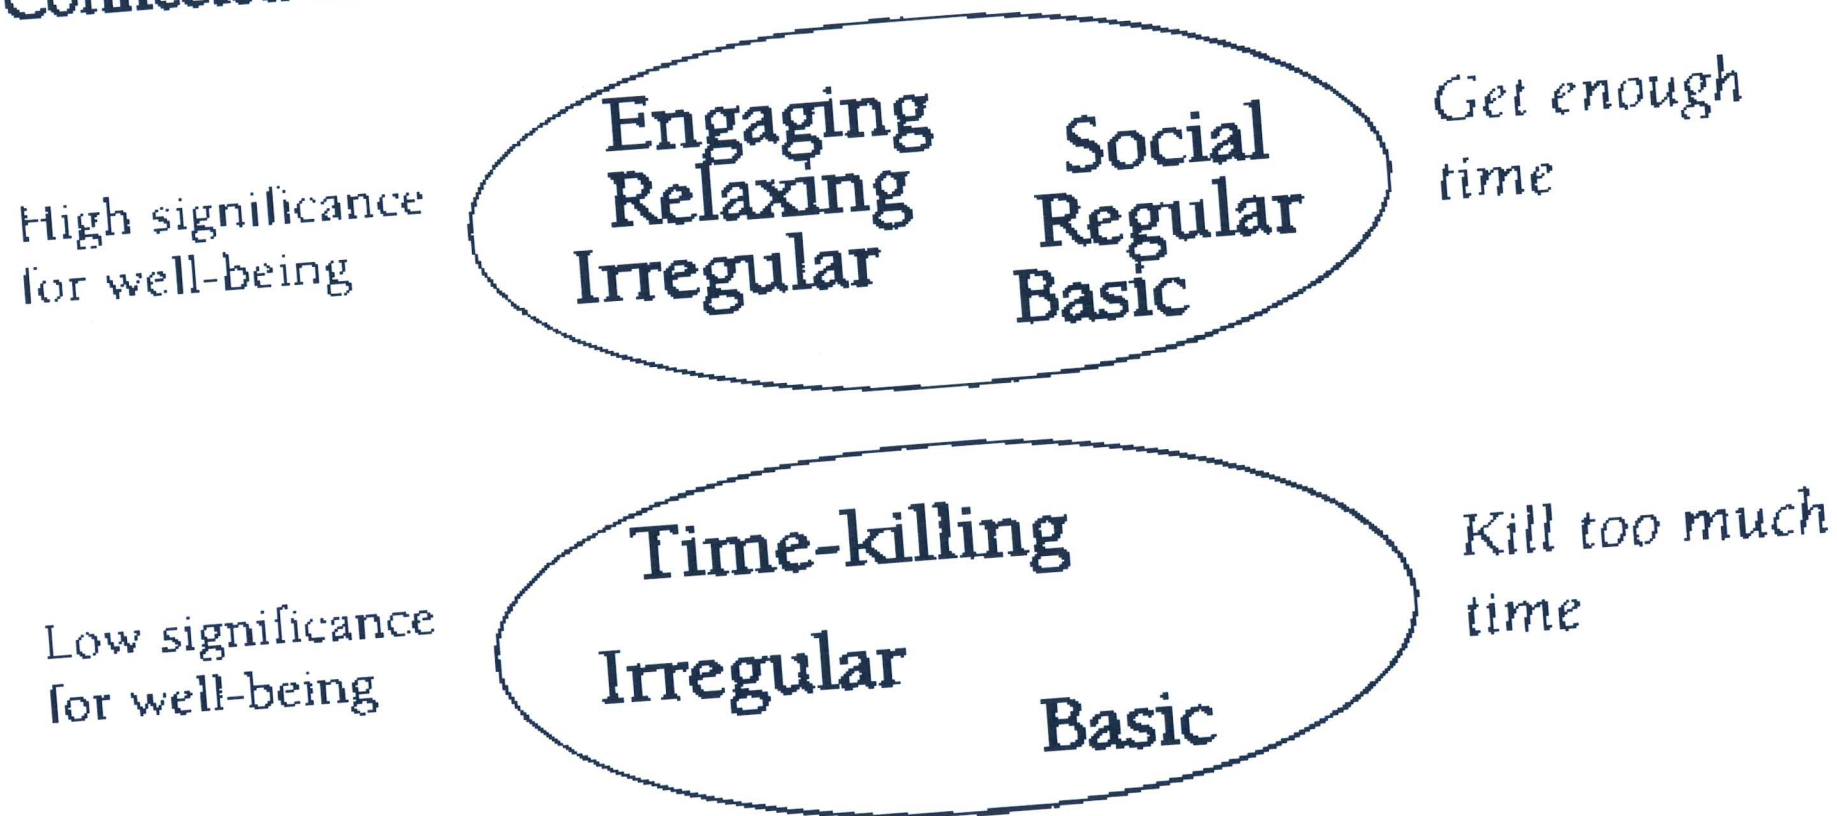 High significance
for well-being
Engaging
Relaxing
Irregular
Social
Regular
Basic
Get enough
time
Low significance
for well-being
Time-killing
Irregular
Basic
Kill too much
time